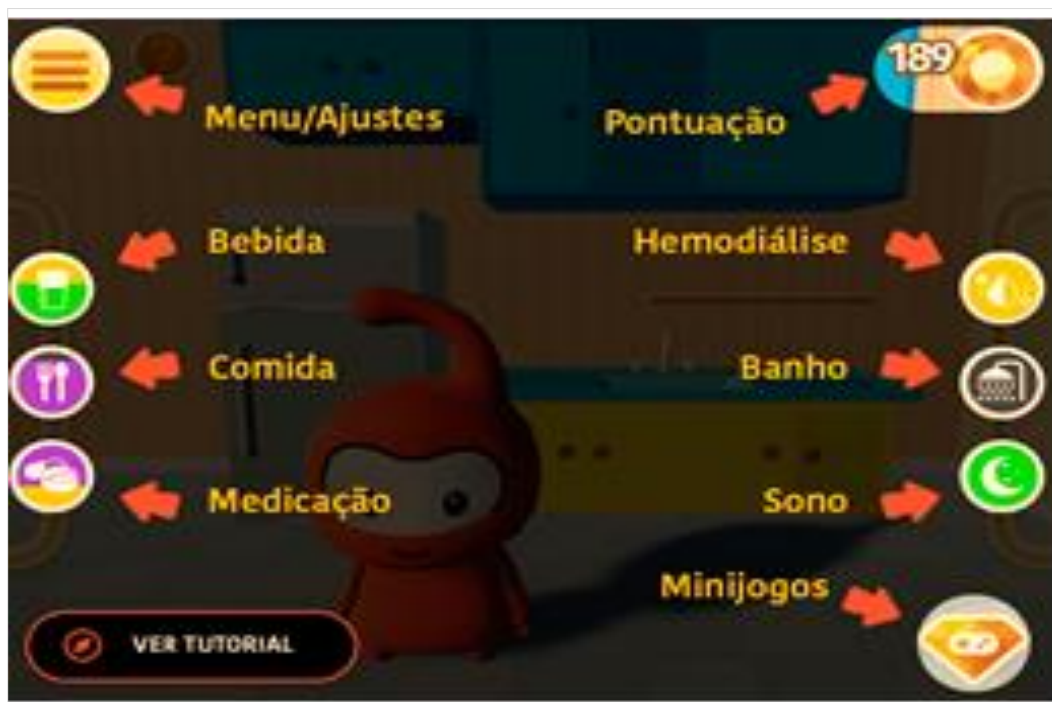 189
Menu/Ajustes
Pontuação
Bebida
Hemodiálise
Comida
Banho
Medicação
Sono
Minijogos
VER TUTORIAL